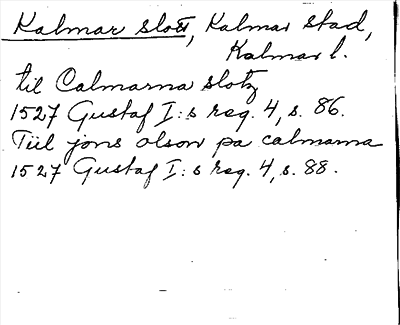 Kalmar slott, Kalmar stad,
Kalmar l.
til Calmarna slotz
1527 Gustaf I:s reg. 4, s. 86.
Tiil jons olson pa calmarna
1527 Gustaf I:s reg. 4, s. 88.